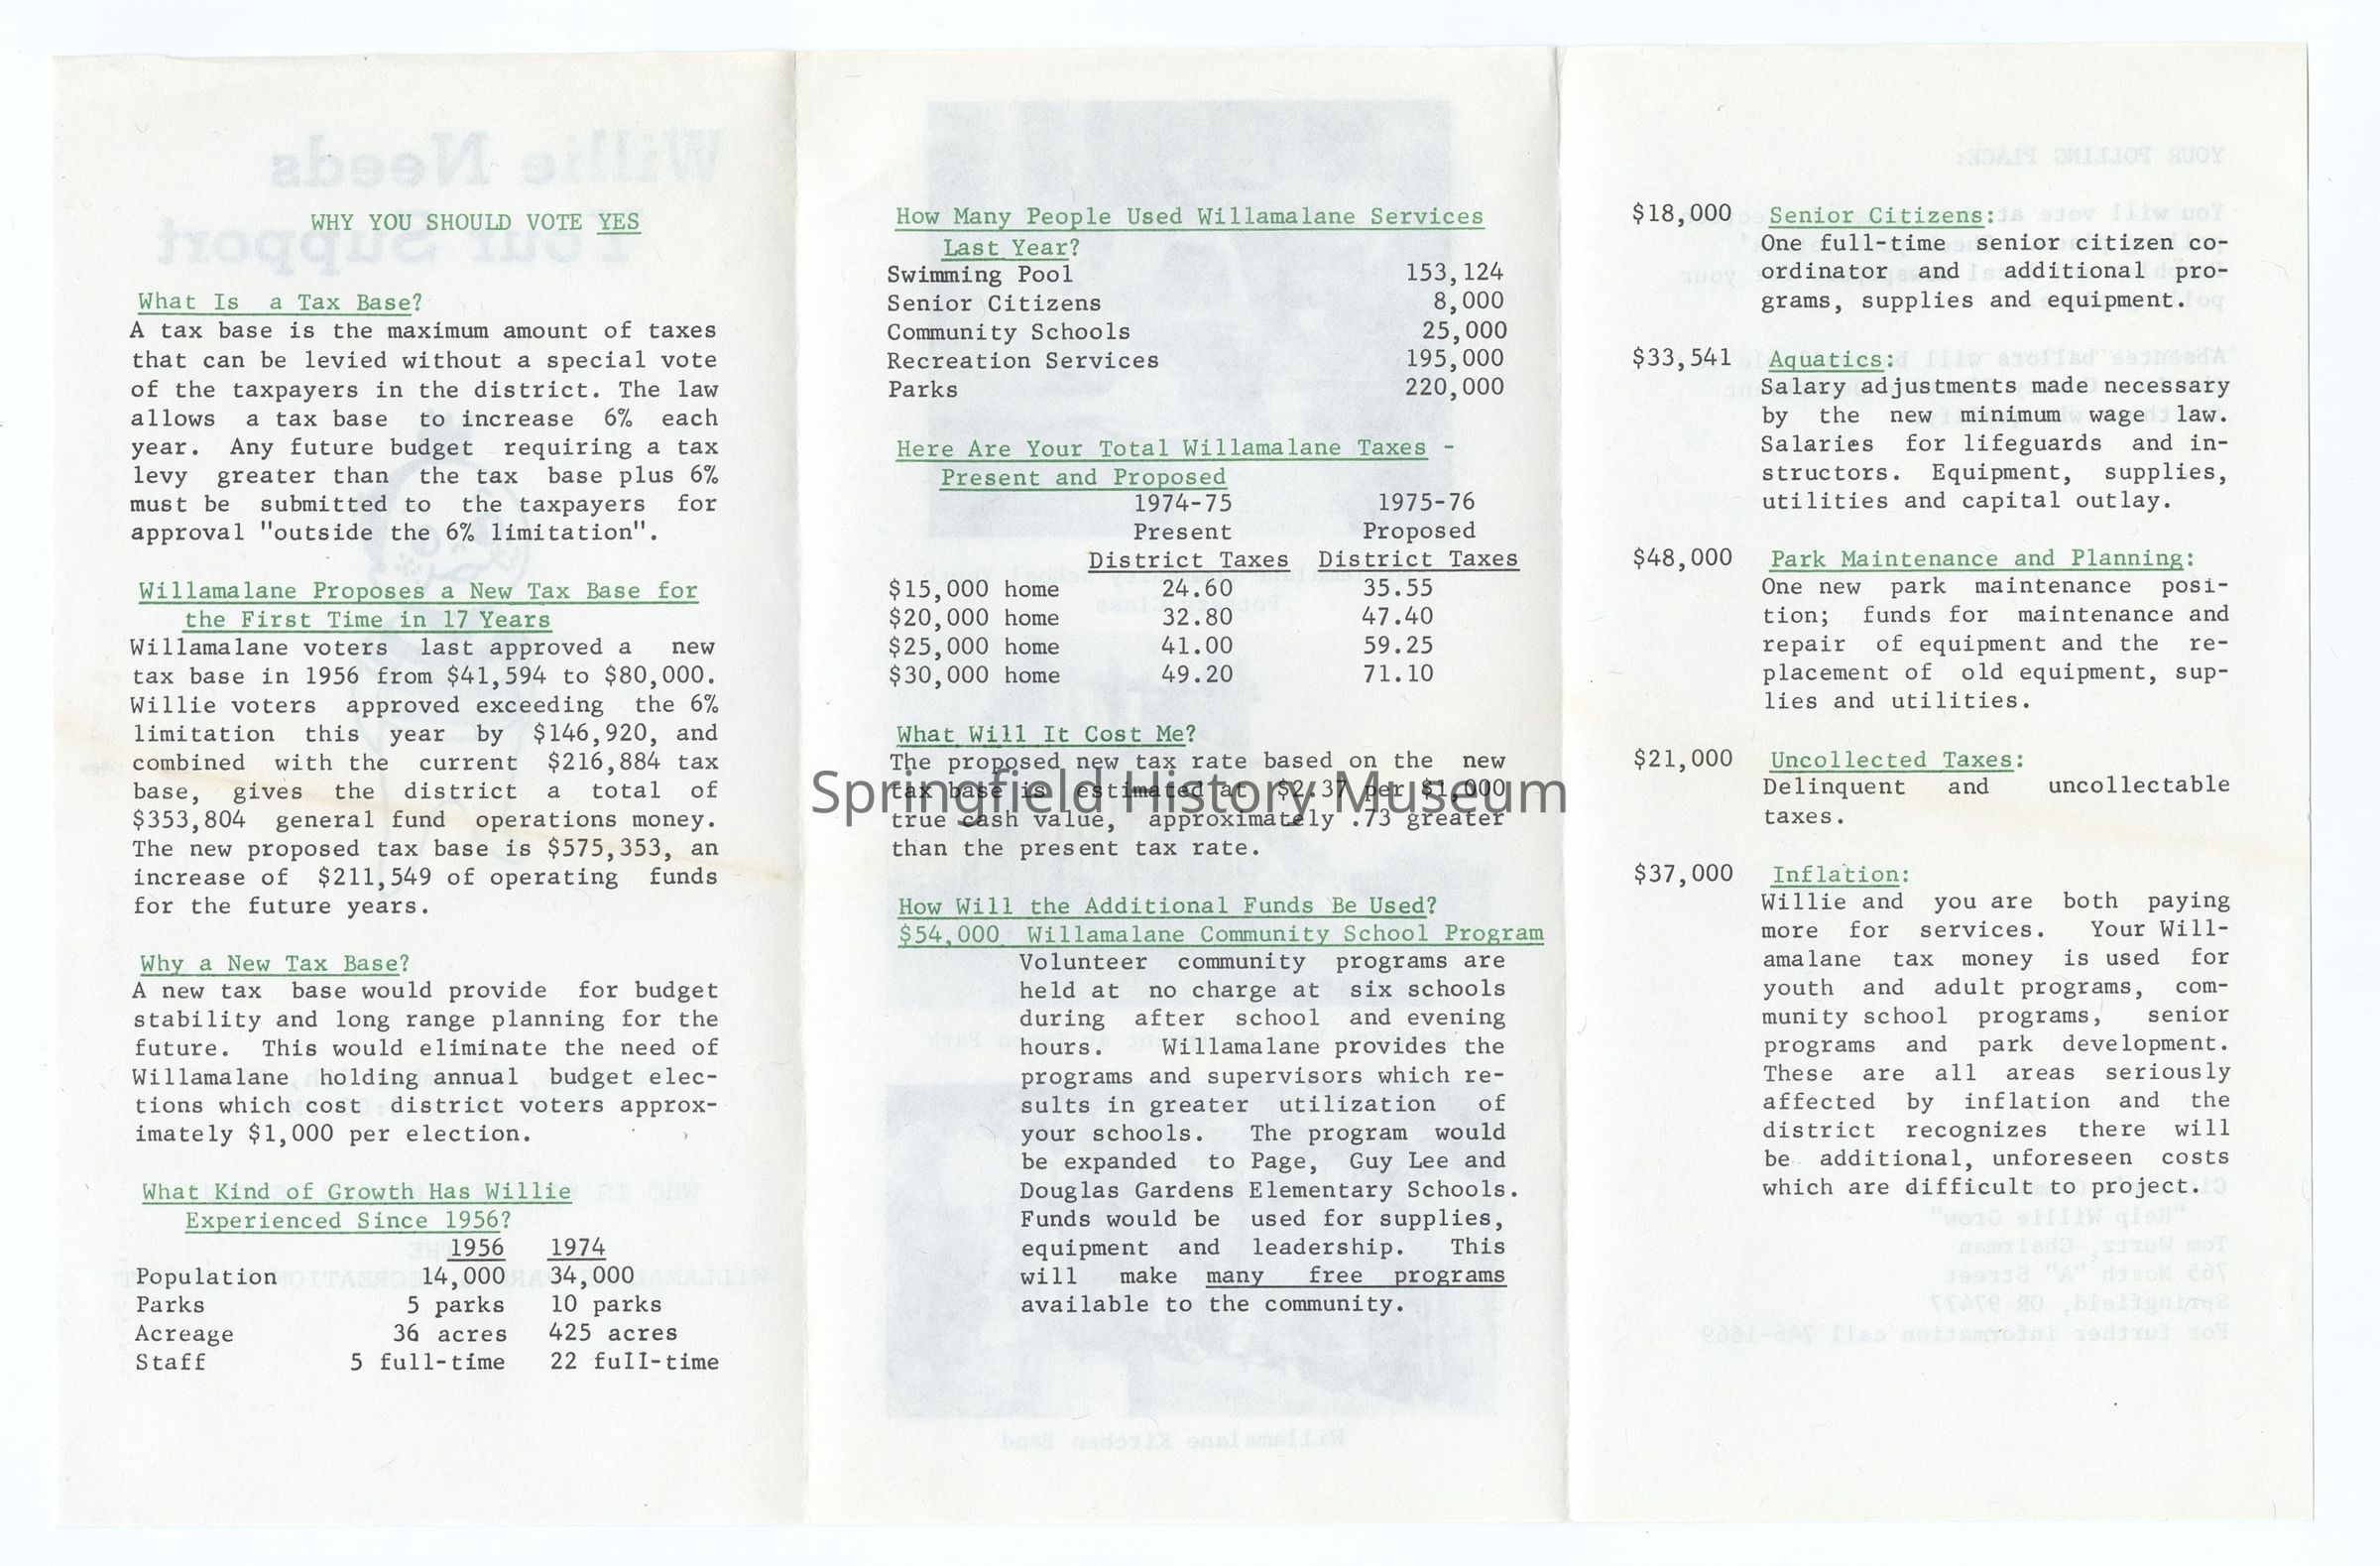 WHY YOU SHOULD VOTE YES
What Is a Tax Base?
A tax base is the maximum amount of taxes
that can be levied without a special vote
of the taxpayers in the district. The law
allows a tax base to increase 6% each
year. Any future budget requiring a tax
levy greater than the tax base plus 6%
must be submitted to the taxpayers for
approval "outside the 6% limitation".
Willamalane Proposes a New Tax Base for
the First Time in 17 Years
Willamalane voters last approved a new
tax base in 1956 from $41,594 to $80,000.
Willie voters approved exceeding the 6%
limitation this year by $146,920, and
combined with the current $216,884 tax
base, gives the district a total of
$353,804 general fund operations money.
The new proposed tax base is $575,353, an
increase of $211,549 of operating funds
for the future years.
Why a New Tax Base?
A new tax base would provide for budget
stability and long range planning for the
future. This would eliminate the need of
Willamalane holding annual budget elec-
tions which cost district voters approx-
imately $1,000 per election.
What Kind of Growth Has Willie
Experienced Since 1956?
1956 1974
Population 14,000 34,000
Parks 5 parks 10 parks
Acreage 36 acres 425 acres
Staff 5 full-time 22 full-time
How Many People Used Willamalane Services
Last Year?
Swimming Pool 153,124
Senior Citizens 8,000
Community Schools 25,000
Recreation Services 195,000
Parks 220,000
Here Are Your Total Willamalane Taxes -
Present and Proposed
1974-75 1975-76
Present Proposed
District Taxes District Taxes
$15,000 home 24.60 35.55
$20,000 home 32.80 47.40
$25,000 home 41.00 59.25
$30,000 home 49.20 71.10
What Will It Cost Me?
The proposed new tax rate based on the new
tax base is estimated at $2.37 per $1,000
true cash value, approximately .73 greater
than the present tax rate.
Springfield History Museum
How Will the Additional Funds Be Used?
$54,000 Willamalane Community School Program
Volunteer community programs are
held at no charge at six schools
during after school and evening
hours. Willamalane provides the
programs and supervisors which re-
sults in greater utilization of
your schools. The program would
be expanded to Page, Guy Lee and
Douglas Gardens Elementary Schools.
Funds would be used for supplies,
equipment and leadership. This
will make many free programs
available to the community.
$18,000 Senior Citizens:
One full-time senior citizen co-
ordinator and additional pro-
grams, supplies and equipment.
$33,541 Aquatics:
Salary adjustments made necessary
by the new minimum wage law.
Salaries for lifeguards and in-
structors. Equipment, supplies,
utilities and capital outlay.
$48,000 Park Maintenance and Planning:
One new park maintenance posi-
tion; funds for maintenance and
repair of equipment and the re-
placement of old equipment, sup-
lies and utilities.
$21,000 Uncollected Taxes:
Delinquent and uncollectable
taxes.
$37,000 Inflation:
Willie and you are both paying
more for services. Your Will-
amalane tax money is used for
youth and adult programs, com-
munity school programs, senior
programs and park development.
These are all areas seriously
affected by inflation and the
district recognizes there will
be additional, unforeseen costs
which are difficult to project.